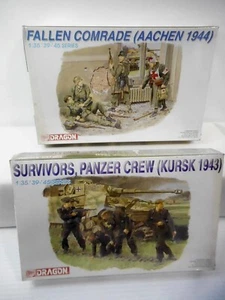 FALLEN COMRADE (AACHEN 1944)
1:35 '39-'45 SERIES
DRAGON
SURVIVORS, PANZER CREW (KURSK 1943)
1:35 '39-'45 SERIES
DRAGON